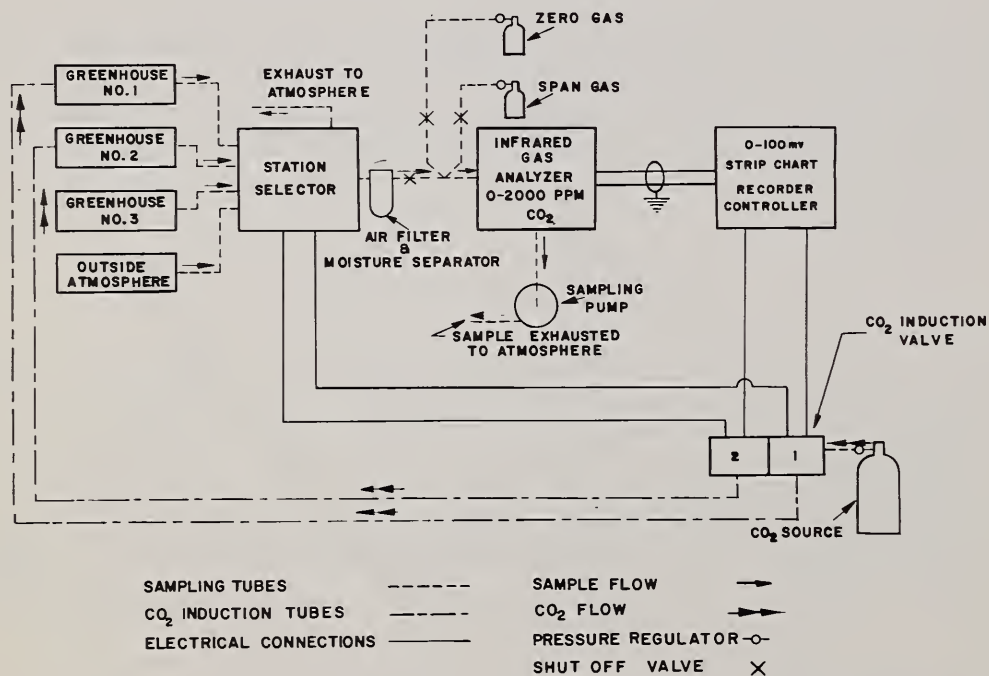 ZERO GAS
SPAN GAS
GREENHOUSE
NO. 1
GREENHOUSE
NO. 2
GREENHOUSE
NO. 3
OUTSIDE
ATMOSPHERE
EXHAUST TO
ATMOSPHERE
STATION
SELECTOR
AIR FILTER
&
MOISTURE SEPARATOR
INFRARED
GAS
ANALYZER
0-2000 PPM
CO2
0-100 mv
STRIP CHART
RECORDER
CONTROLLER
SAMPLING
PUMP
SAMPLE EXHAUSTED
TO ATMOSPHERE
CO2 INDUCTION
VALVE
2
1
CO2 SOURCE
SAMPLING TUBES
CO2 INDUCTION TUBES
ELECTRICAL CONNECTIONS
SAMPLE FLOW
CO2 FLOW
PRESSURE REGULATOR
SHUT OFF VALVE